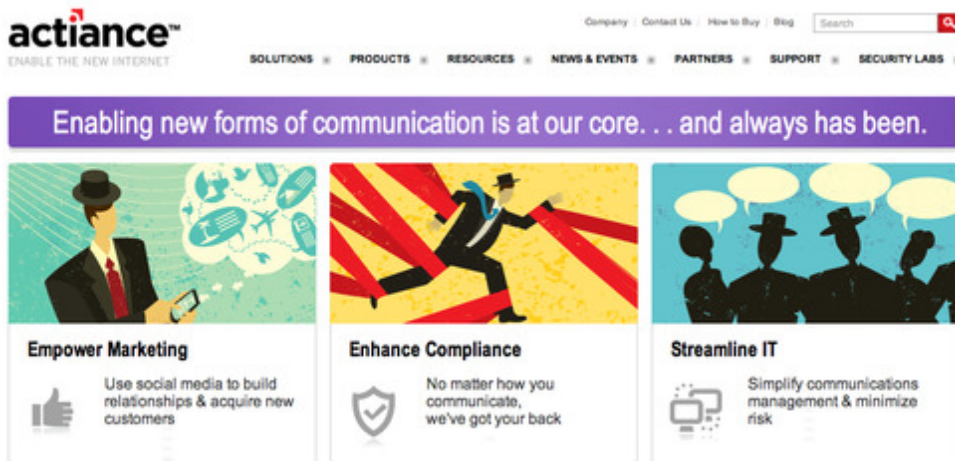 actiance™
ENABLE THE NEW INTERNET
Company | Contact Us | How to Buy | Blog
Search
SOLUTIONS PRODUCTS RESOURCES NEWS & EVENTS PARTNERS SUPPORT SECURITY LABS
Enabling new forms of communication is at our core. . . and always has been.
Empower Marketing
Use social media to build
relationships & acquire new
customers
Enhance Compliance
No matter how you
communicate,
we've got your back
Streamline IT
Simplify communications
management & minimize
risk